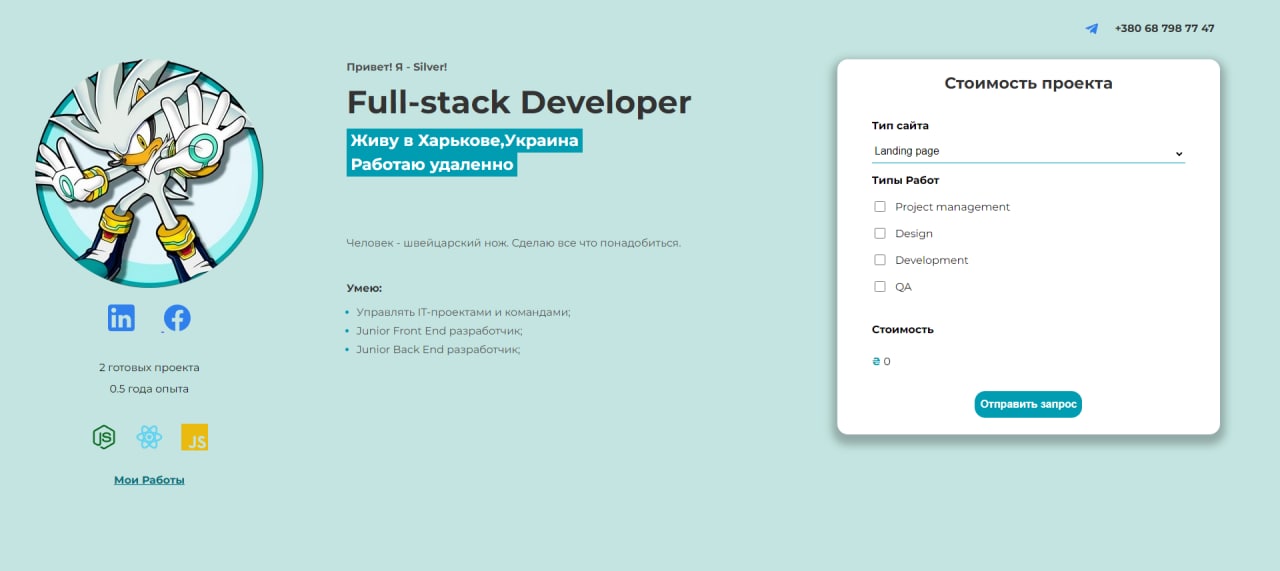 +380 68 798 77 47
Привет! Я - Silver!
Full-stack Developer
Живу в Харькове,Украина
Работаю удаленно
Человек - швейцарский нож. Сделаю все что понадобиться.
Умею:
Управлять IT-проектами и командами;
Junior Front End разработчик;
Junior Back End разработчик;
in
f
2 готовых проекта
0.5 года опыта
JS
JS
Мои Работы
Стоимость проекта
Тип сайта
Landing page
Типы Работ
Project management
Design
Development
QA
Стоимость
₴ 0
Отправить запрос